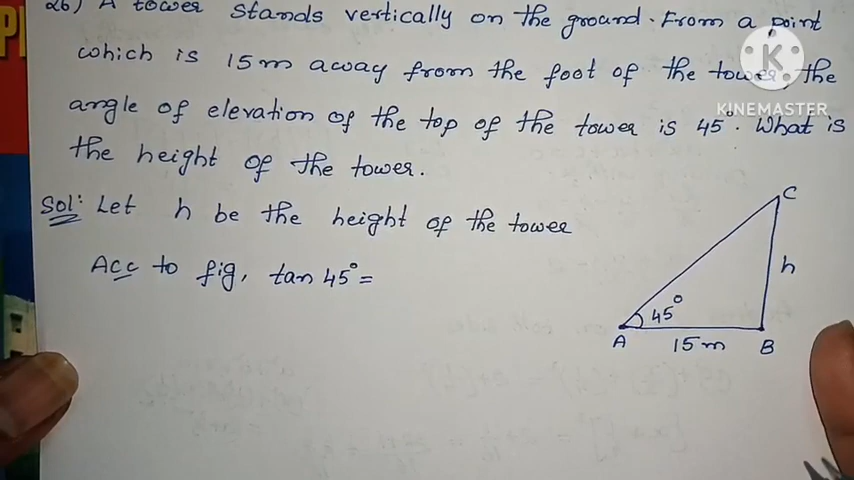 26) A tower stands vertically on the ground. From a point
which is 15m away from the foot of the tower, the
angle of elevation of the top of the tower is 45°. What is
the height of the tower.
Sol: Let h be the height of the tower
Acc to fig, tan 45° =
C
h
45°
A 15m B
K
KINEMASTER